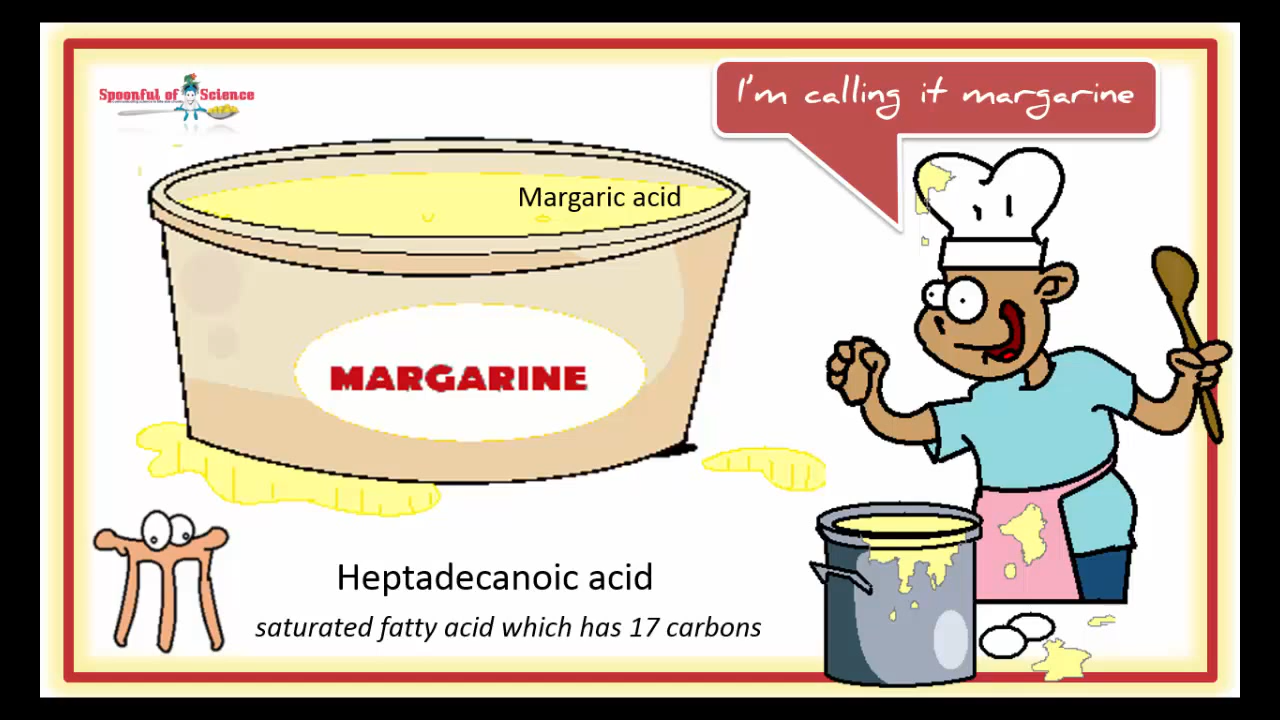 Spoonful of Science
I'm calling it margarine
Margaric acid
MARGARINE
Heptadecanoic acid
saturated fatty acid which has 17 carbons